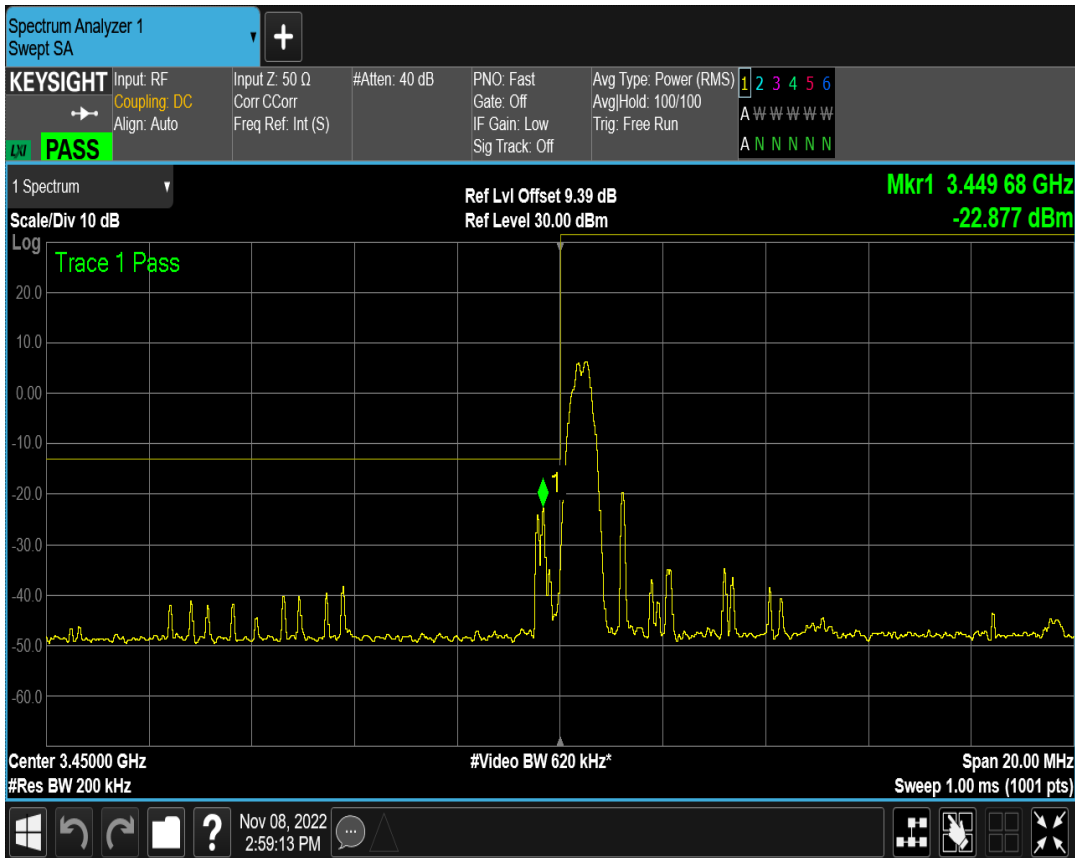 Spectrum Analyzer 1
Swept SA
+
KEYSIGHT
LXI
PASS
Input: RF
Coupling: DC
Align: Auto
Input Z: 50 Ω
Corr CCorr
Freq Ref: Int (S)
#Atten: 40 dB
PNO: Fast
Gate: Off
IF Gain: Low
Sig Track: Off
Avg Type: Power (RMS)
Avg|Hold: 100/100
Trig: Free Run
1 2 3 4 5 6
A W W W W W
A N N N N N
1 Spectrum
Scale/Div 10 dB
Ref Lvl Offset 9.39 dB
Ref Level 30.00 dBm
Mkr1 3.449 68 GHz
-22.877 dBm
Log
Trace 1 Pass
20.0
10.0
0.00
-10.0
-20.0
-30.0
-40.0
-50.0
-60.0
1
Center 3.45000 GHz
#Res BW 200 kHz
#Video BW 620 kHz*
Span 20.00 MHz
Sweep 1.00 ms (1001 pts)
?
Nov 08, 2022
2:59:13 PM